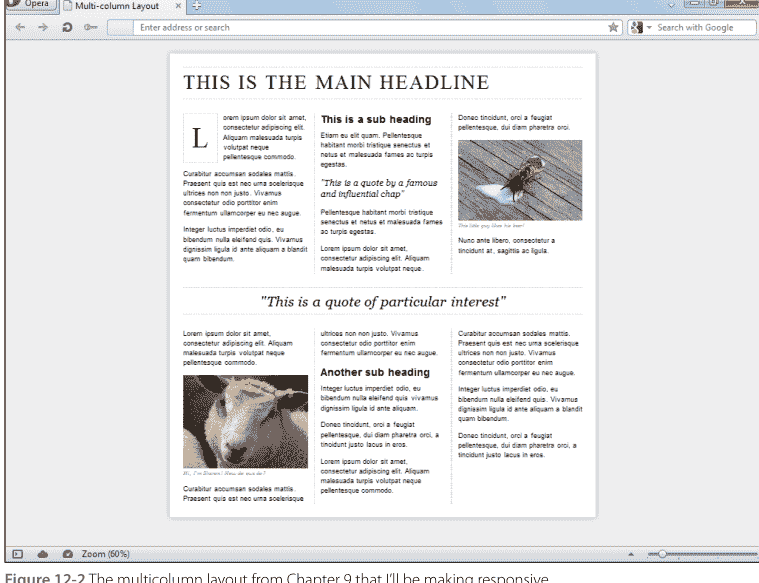 Opera
Multi-column Layout
Enter address or search
Search with Google
THIS IS THE MAIN HEADLINE
Lorem ipsum dolor sit amet,
consectetur adipiscing elit.
Aliquam malesuada turpis
volutpat neque
pellentesque commodo.
Curabitur accumsan sodales mattis.
Praesent quis est nec urna scelerisque
ultrices non non justo. Vivamus
consectetur odio porttitor enim
fermentum ullamcorper eu nec augue.
Integer luctus imperdiet odio, eu
bibendum nulla eleifend quis. Vivamus
dignissim ligula id ante aliquam a blandit
quam bibendum.
This is a sub heading
Etiam eu elit quam. Pellentesque
habitant morbi tristique senectus et
netus et malesuada fames ac turpis
egestas.
"This is a quote by a famous
and influential chap"
Pellentesque habitant morbi tristique
senectus et netus et malesuada fames
ac turpis egestas.
Lorem ipsum dolor sit amet,
consectetur adipiscing elit. Aliquam
malesuada turpis volutpat neque.
Donec tincidunt, orci a feugiat
pellentesque, dui diam pharetra orci.
This little guy likes his beer!
Nunc ante libero, consectetur a
tincidunt at, sagittis ac ligula.
"This is a quote of particular interest"
Lorem ipsum dolor sit amet,
consectetur adipiscing elit. Aliquam
malesuada turpis volutpat neque
pellentesque commodo.
Hi, I'm Shaun!
Curabitur accumsan sodales mattis.
Praesent quis est nec urna scelerisque
ultrices non non justo. Vivamus
consectetur odio porttitor enim
fermentum ullamcorper eu nec augue.
Another sub heading
Integer luctus imperdiet odio, eu
bibendum nulla eleifend quis vivamus
dignissim ligula id ante aliquam.
Donec tincidunt, orci a feugiat
pellentesque, dui diam pharetra orci, a
tincidunt justo lacus in eros.
Lorem ipsum dolor sit amet,
consectetur adipiscing elit. Aliquam
malesuada turpis volutpat neque
pellentesque commodo.
Curabitur accumsan sodales mattis.
Praesent quis est nec urna scelerisque
ultrices non non justo. Vivamus
consectetur odio porttitor enim
fermentum ullamcorper eu nec augue.
Integer luctus imperdiet odio, eu
bibendum nulla eleifend quis. Vivamus
dignissim ligula id ante aliquam a blandit
quam bibendum.
Donec tincidunt, orci a feugiat
pellentesque, dui diam pharetra orci, a
tincidunt justo lacus in eros.
Zoom (60%)
Figure 12-2 The multicolumn layout from Chapter 9 that I'll be making responsive